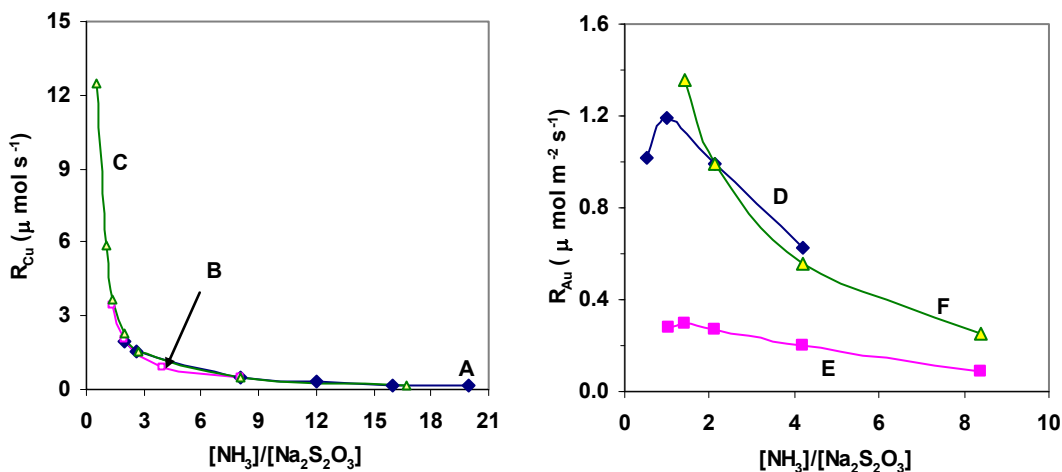 15
12
9
6
3
0
R_Cu (μ mol s⁻¹)
C
B
A
0 3 6 9 12 15 18 21
[NH₃]/[Na₂S₂O₃]
1.6
1.2
0.8
0.4
0.0
R_Au ( μ mol m⁻² s⁻¹)
D
F
E
0 2 4 6 8 10
[NH₃]/[Na₂S₂O₃]